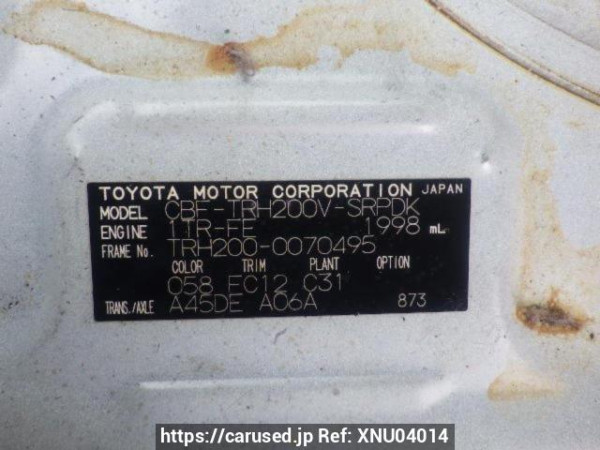 TOYOTA MOTOR CORPORATION JAPAN
MODEL CBF-TRH200V-SRPDK
ENGINE 1TR-FE 1998 mL
FRAME No. TRH200-0070495
COLOR TRIM PLANT OPTION
058 FC12 C31
TRANS./AXLE A45DE A06A 873
https://carused.jp Ref: XNU04014